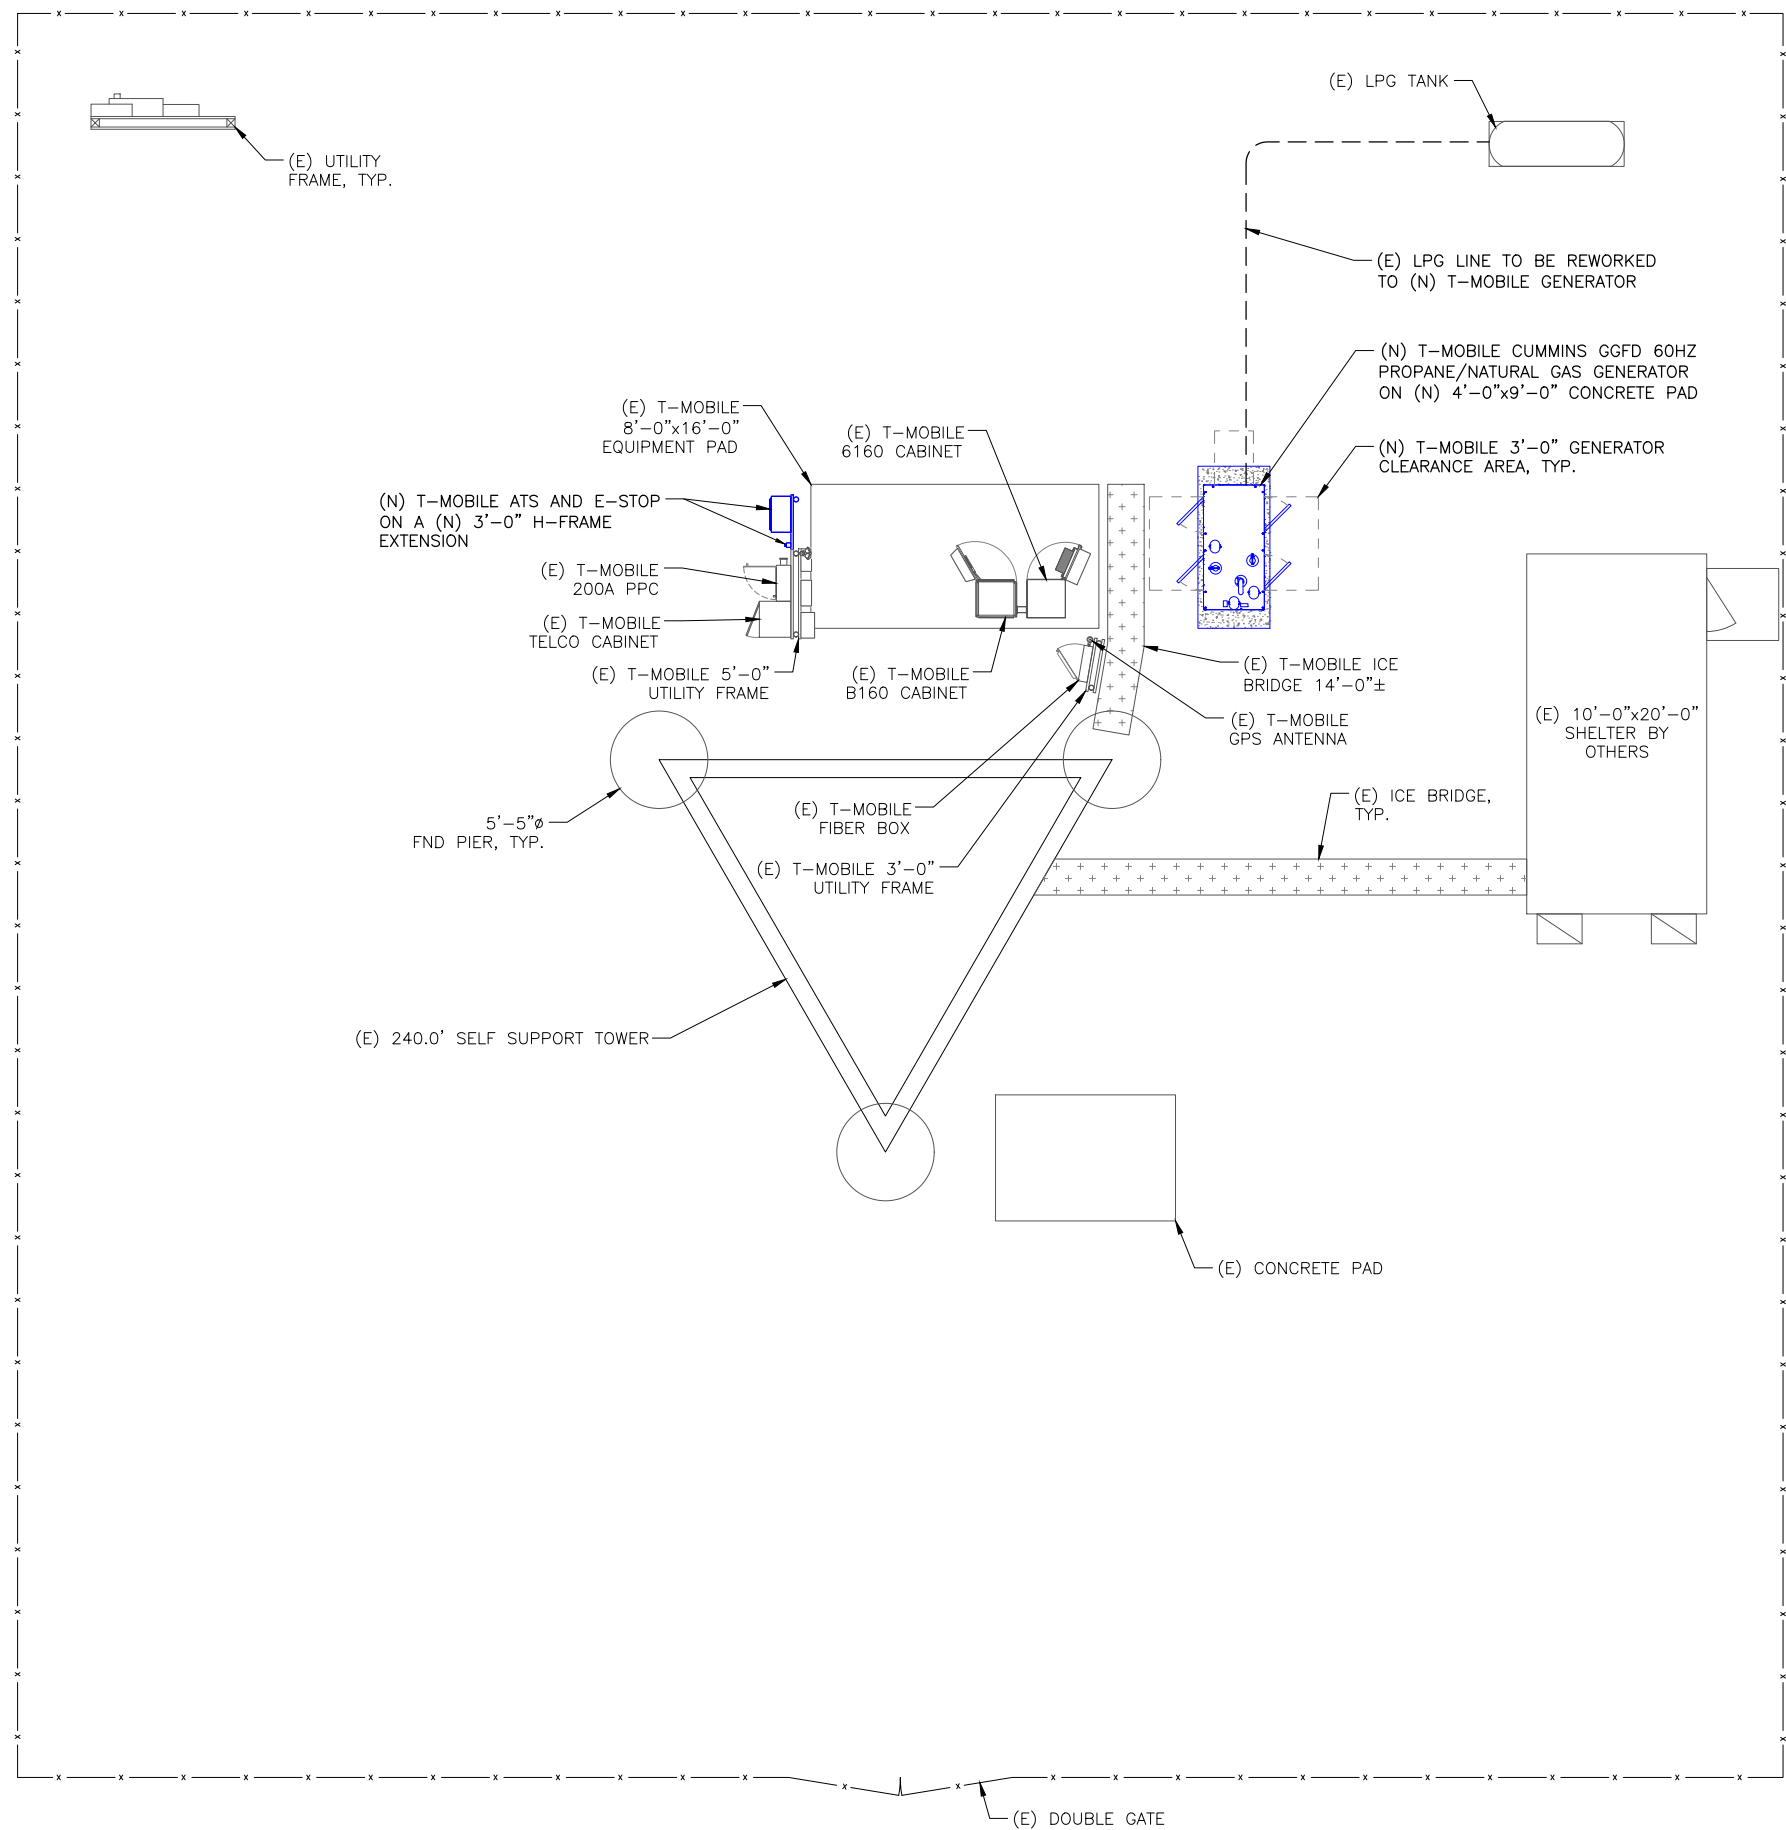 (E) LPG TANK
(E) UTILITY
FRAME, TYP.
(E) LPG LINE TO BE REWORKED
TO (N) T-MOBILE GENERATOR
(N) T-MOBILE CUMMINS GGFD 60HZ
PROPANE/NATURAL GAS GENERATOR
ON (N) 4'-0"x9'-0" CONCRETE PAD
(E) T-MOBILE
8'-0"x16'-0"
EQUIPMENT PAD
(E) T-MOBILE
6160 CABINET
(N) T-MOBILE 3'-0" GENERATOR
CLEARANCE AREA, TYP.
(N) T-MOBILE ATS AND E-STOP
ON A (N) 3'-0" H-FRAME
EXTENSION
(E) T-MOBILE
200A PPC
(E) T-MOBILE
TELCO CABINET
(E) T-MOBILE 5'-0"
UTILITY FRAME
(E) T-MOBILE
B160 CABINET
(E) T-MOBILE ICE
BRIDGE 14'-0"±
(E) T-MOBILE
GPS ANTENNA
(E) 10'-0"x20'-0"
SHELTER BY
OTHERS
(E) T-MOBILE
FIBER BOX
(E) ICE BRIDGE,
TYP.
5'-5"ø
FND PIER, TYP.
(E) T-MOBILE 3'-0"
UTILITY FRAME
(E) 240.0' SELF SUPPORT TOWER
(E) CONCRETE PAD
(E) DOUBLE GATE